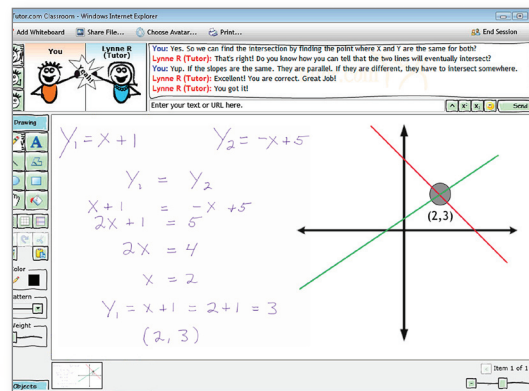 Tutor.com Classroom - Windows Internet Explorer
Add Whiteboard Share File... Choose Avatar... Print... End Session
You Lynne R (Tutor)
Yeah!
You: Yes. So we can find the intersection by finding the point where X and Y are the same for both?
Lynne R (Tutor): That's right! Do you know how you can tell that the two lines will eventually intersect?
You: Yup. If the slopes are the same. They are parallel. If they are different, they have to intersect somewhere.
Lynne R (Tutor): Excellent! You are correct. Great Job!
Lynne R (Tutor): You got it!
Enter your text or URL here.
Send
Drawing
A
Color
Pattern
Weight
Objects
Y₁ = X + 1 Y₂ = -X + 5
Y₁ = Y₂
X + 1 = -X + 5
2X + 1 = 5
2X = 4
X = 2
Y₁ = X + 1 = 2 + 1 = 3
(2, 3)
(2,3)
Item 1 of 1